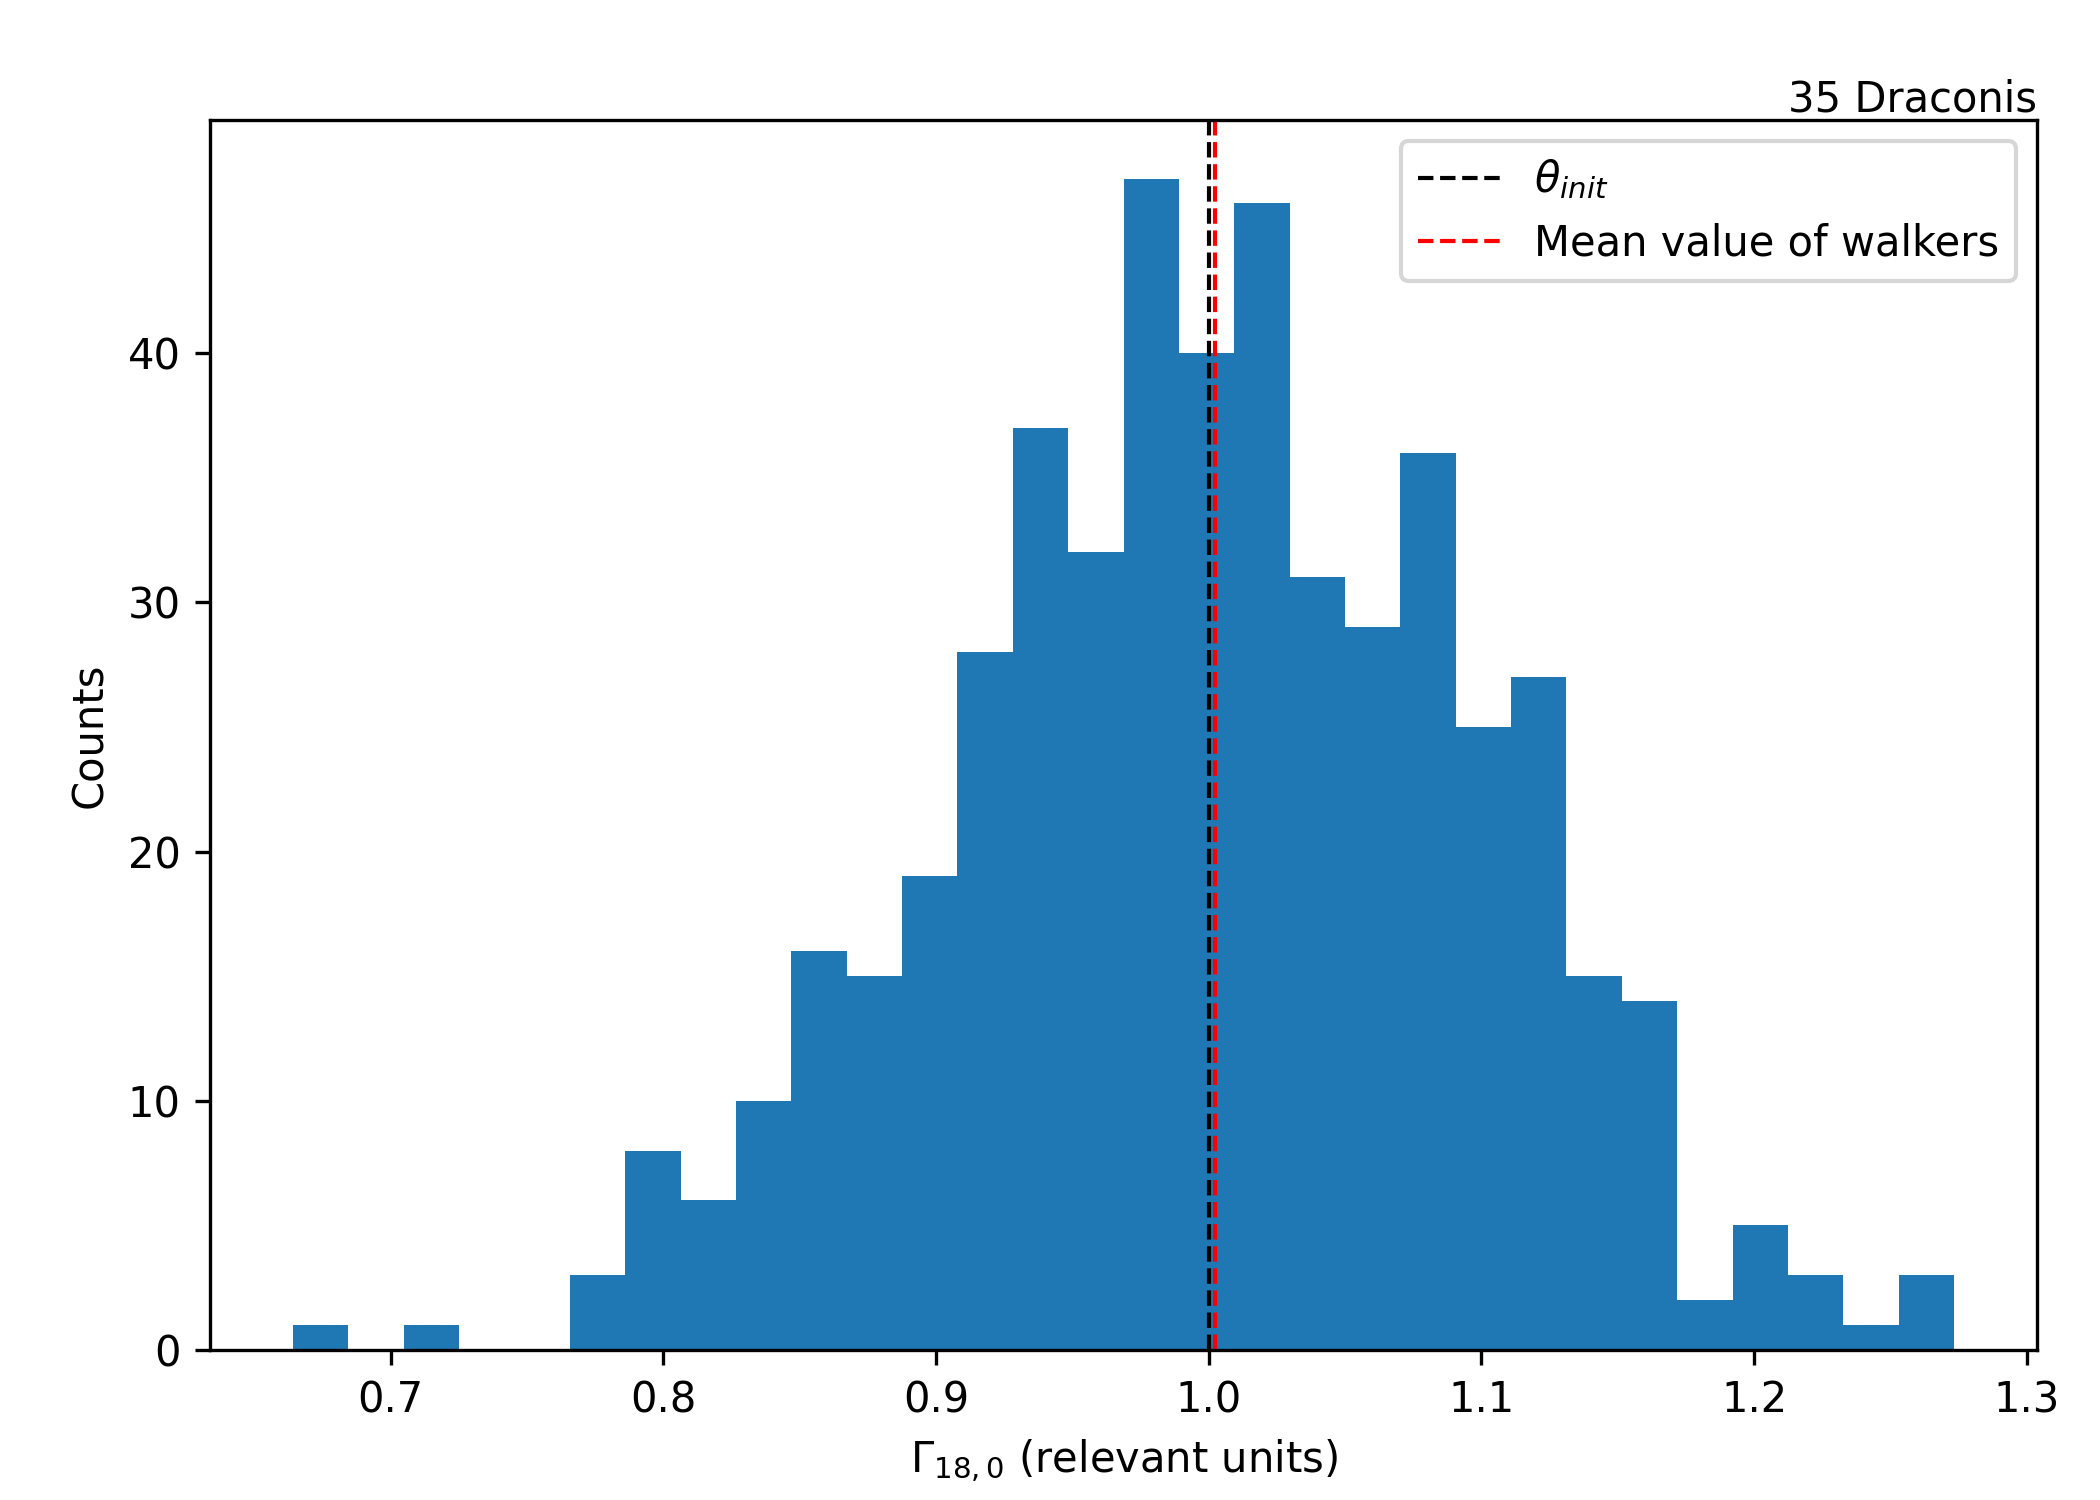 35 Draconis
θinit
Mean value of walkers
Counts
40
30
20
10
0
0.7 0.8 0.9 1.0 1.1 1.2 1.3
Γ18, 0 (relevant units)